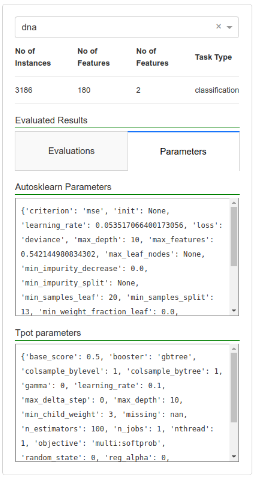 dna
No of Instances No of Features No of Features Task Type
3186 180 2 classification
Evaluated Results
Evaluations Parameters
Autosklearn Parameters
{'criterion': 'mse', 'init': None,
'learning_rate': 0.053517066400173056, 'loss':
'deviance', 'max_depth': 10, 'max_features':
0.542144980834302, 'max_leaf_nodes': None,
'min_impurity_decrease': 0.0,
'min_impurity_split': None,
'min_samples_leaf': 20, 'min_samples_split':
13, 'min_weight_fraction_leaf': 0.0,
Tpot parameters
{'base_score': 0.5, 'booster': 'gbtree',
'colsample_bylevel': 1, 'colsample_bytree': 1,
'gamma': 0, 'learning_rate': 0.1,
'max_delta_step': 0, 'max_depth': 10,
'min_child_weight': 3, 'missing': nan,
'n_estimators': 100, 'n_jobs': 1, 'nthread':
1, 'objective': 'multi:softprob',
'random_state': 0, 'reg_alpha': 0,